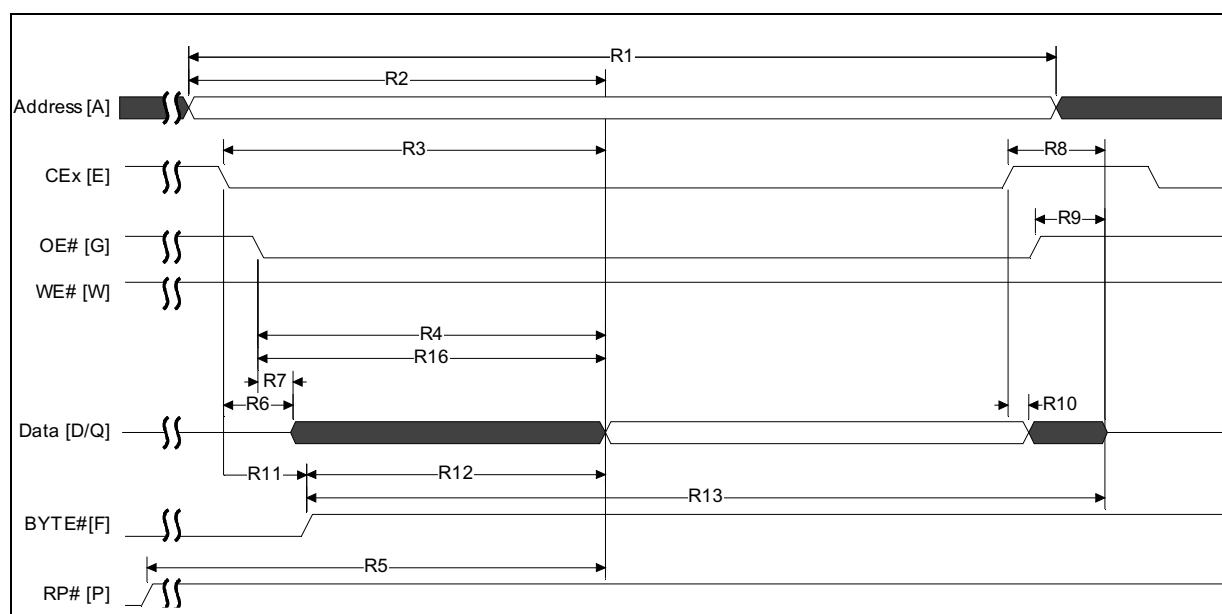 R1
R2
Address [A]
R3
R8
CEx [E]
R9
OE# [G]
WE# [W]
R4
R16
R7
R6
R10
Data [D/Q]
R11
R12
R13
BYTE#[F]
R5
RP# [P]